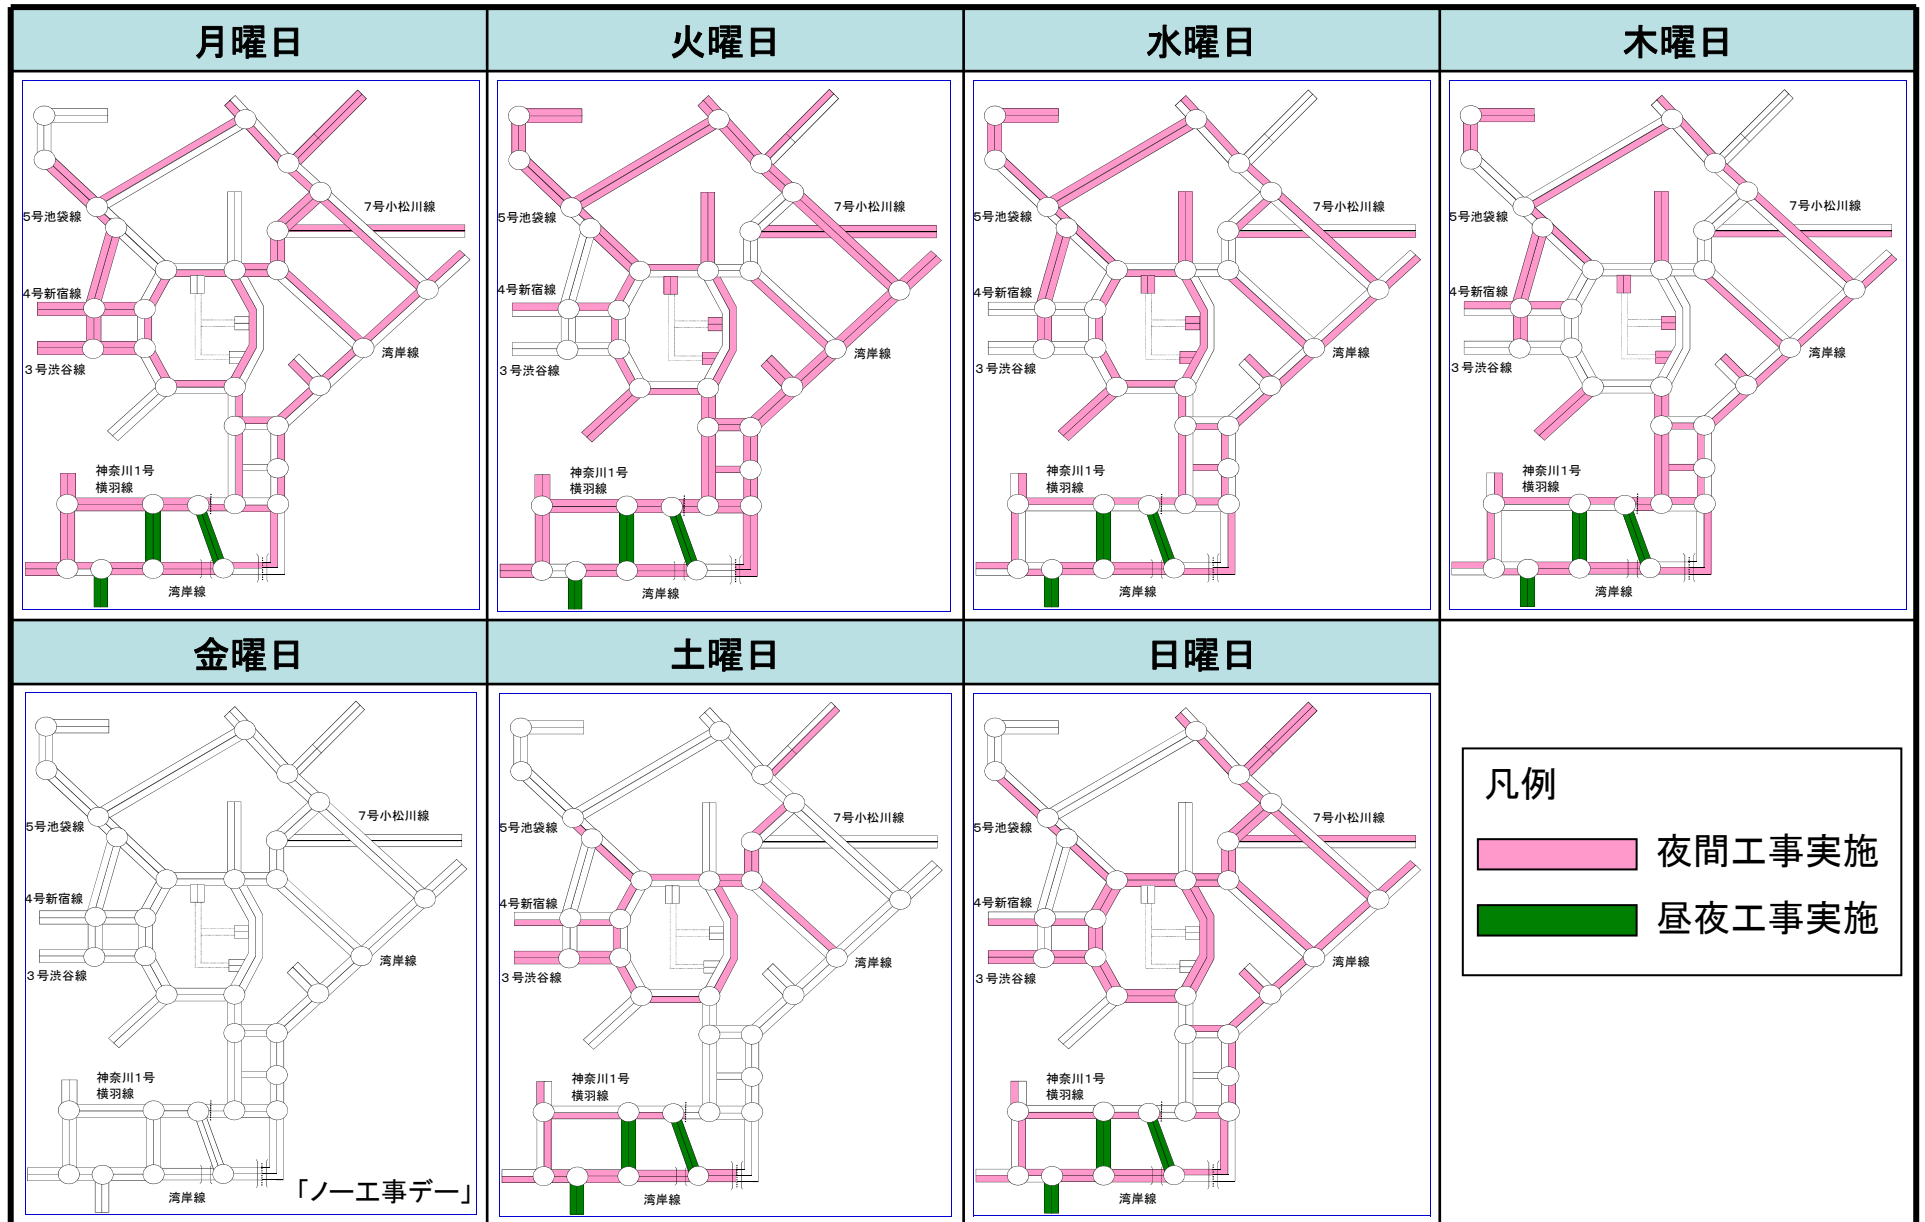 月曜日
火曜日
水曜日
木曜日
7号小松川線
5号池袋線
4号新宿線
3号渋谷線
湾岸線
神奈川1号
横羽線
湾岸線
7号小松川線
5号池袋線
4号新宿線
3号渋谷線
湾岸線
神奈川1号
横羽線
湾岸線
7号小松川線
5号池袋線
4号新宿線
3号渋谷線
湾岸線
神奈川1号
横羽線
湾岸線
7号小松川線
5号池袋線
4号新宿線
3号渋谷線
湾岸線
神奈川1号
横羽線
湾岸線
金曜日
土曜日
日曜日
7号小松川線
5号池袋線
4号新宿線
3号渋谷線
湾岸線
神奈川1号
横羽線
湾岸線
「ノー工事デー」
7号小松川線
5号池袋線
4号新宿線
3号渋谷線
湾岸線
神奈川1号
横羽線
湾岸線
7号小松川線
5号池袋線
4号新宿線
3号渋谷線
湾岸線
神奈川1号
横羽線
湾岸線
凡例
夜間工事実施
昼夜工事実施